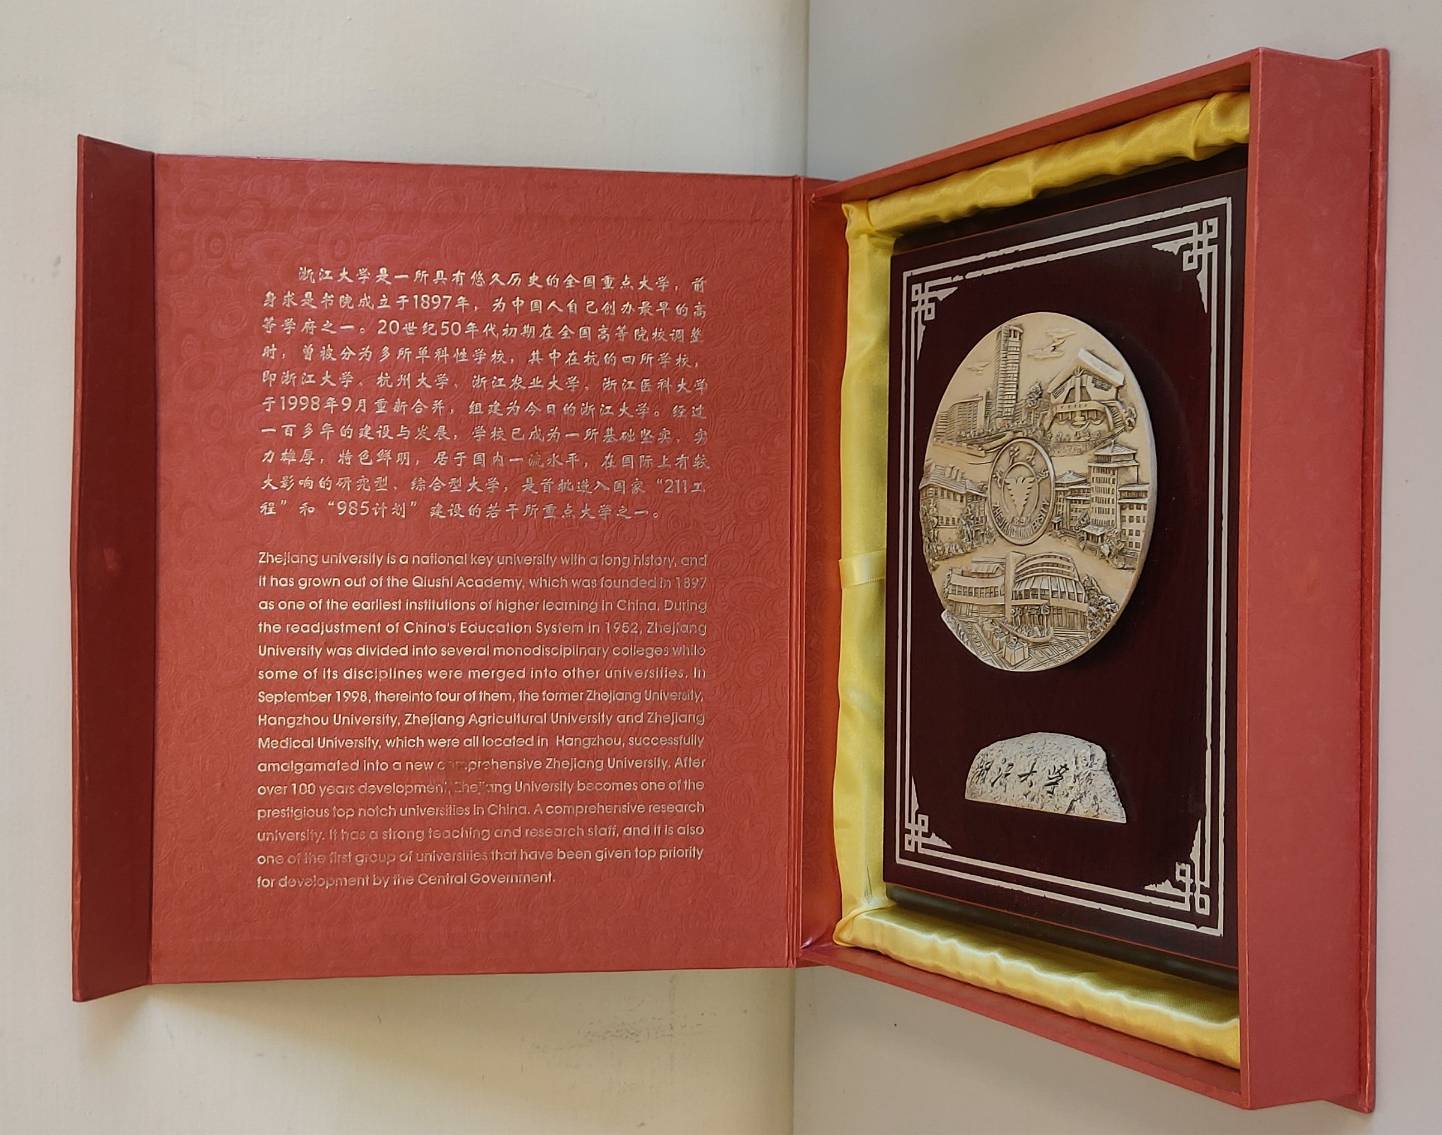 浙江大学是一所具有悠久历史的全国重点大学，前
身求是书院成立于1897年，为中国人自己创办最早的高
等学府之一。20世纪50年代初期在全国高等院校调整
时，曾被分为多所单科性学校，其中在杭的四所学校，
即浙江大学、杭州大学、浙江农业大学、浙江医科大学
于1998年9月重新合并，组建为今日的浙江大学。经过
一百多年的建设与发展，学校已成为一所基础坚实、实
力雄厚，特色鲜明，居于国内一流水平，在国际上有较
大影响的研究型、综合型大学，是首批进入国家“211工
程”和“985计划”建设的若干所重点大学之一。
Zhejiang university is a national key university with a long history, and
it has grown out of the Qiushi Academy, which was founded in 1897
as one of the earliest institutions of higher learning in China. During
the readjustment of China's Education System in 1952, Zhejiang
University was divided into several monodisciplinary colleges while
some of its disciplines were merged into other universities. In
September 1998, thereinto four of them, the former Zhejiang University,
Hangzhou University, Zhejiang Agricultural University and Zhejiang
Medical University, which were all located in Hangzhou, successfully
amalgamated into a new comprehensive Zhejiang University. After
over 100 years development, Zhejiang University becomes one of the
prestigious top notch universities in China. A comprehensive research
university. It has a strong teaching and research staff, and it is also
one of the first group of universities that have been given top priority
for development by the Central Government.
浙江大学
ZHEJIANG UNIVERSITY
浙江大学